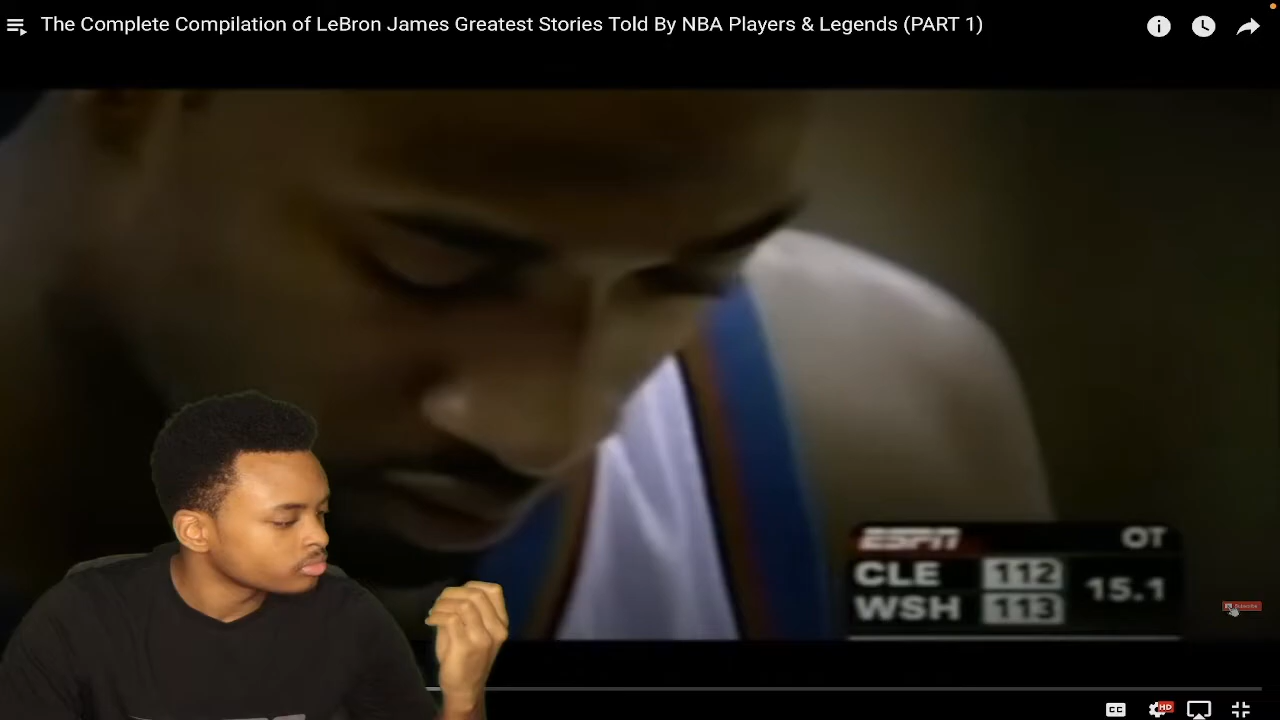 The Complete Compilation of LeBron James Greatest Stories Told By NBA Players & Legends (PART 1)
ESPN OT
CLE 112
15.1
WSH 113
Subscribe
CC
HD